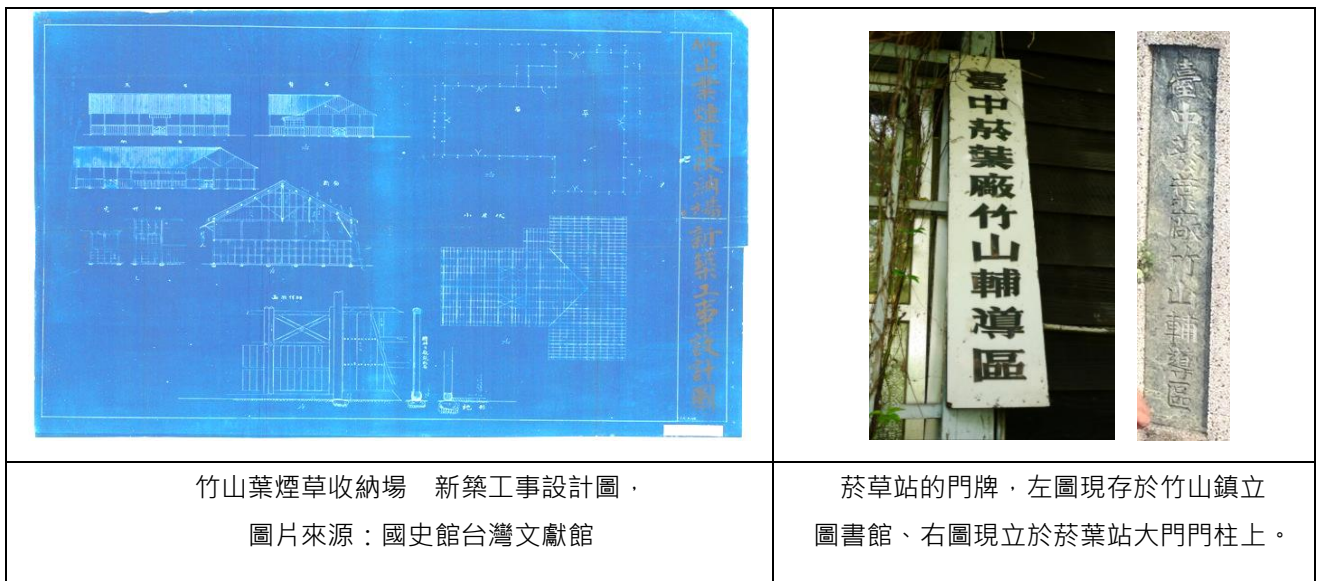 竹山葉煙草收納場新築工事設計圖
臺中菸葉廠竹山輔導區
臺中菸葉廠竹山輔導區
竹山葉煙草收納場　新築工事設計圖，
圖片來源：國史館台灣文獻館
菸草站的門牌，左圖現存於竹山鎮立
圖書館、右圖現立於菸葉站大門門柱上。